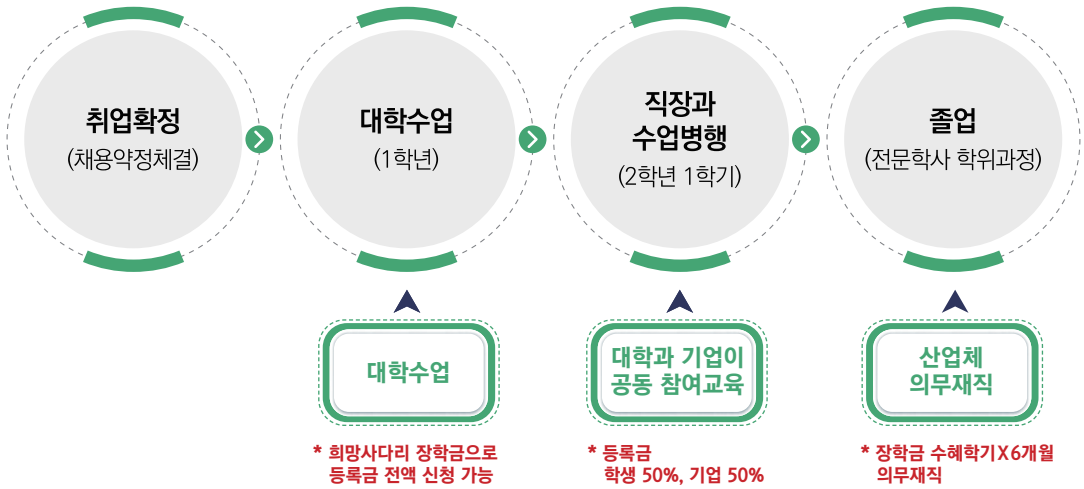 취업확정
(채용약정체결)
대학수업
(1학년)
직장과
수업병행
(2학년 1학기)
졸업
(전문학사 학위과정)
대학수업
* 희망사다리 장학금으로
등록금 전액 신청 가능
대학과 기업이
공동 참여교육
* 등록금
학생 50%, 기업 50%
산업체
의무재직
* 장학금 수혜학기X6개월
의무재직